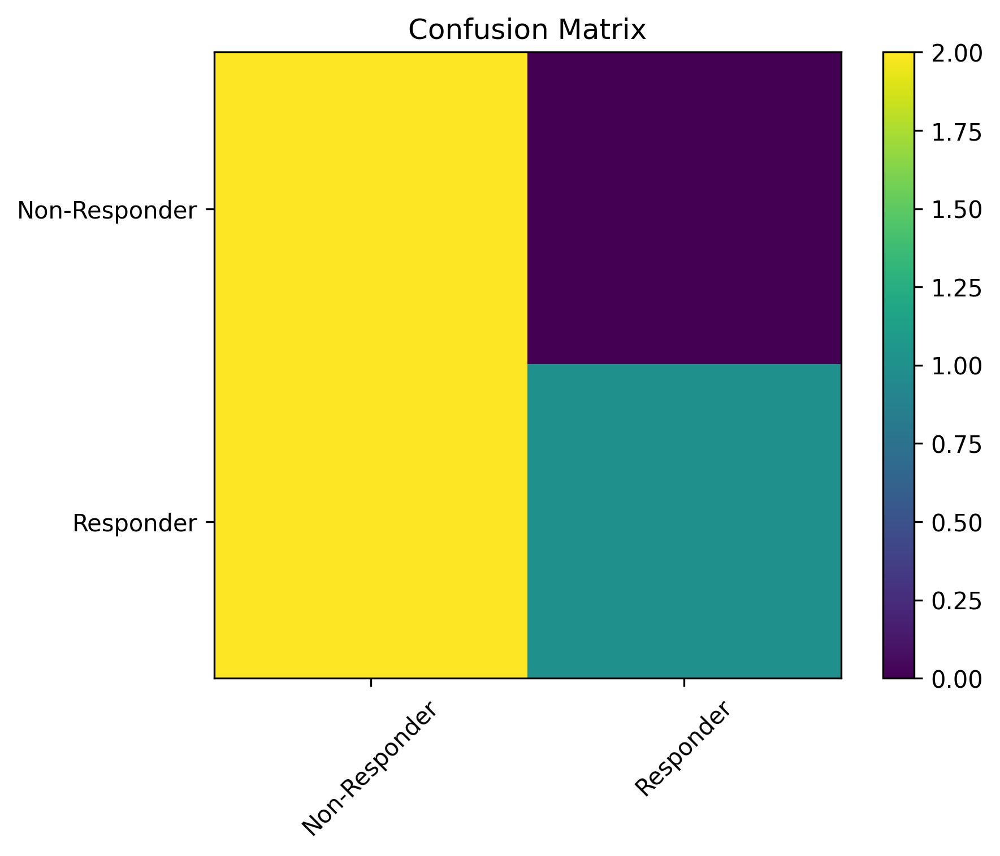 Confusion Matrix
Non-Responder
Responder
Non-Responder
Responder
2.00
1.75
1.50
1.25
1.00
0.75
0.50
0.25
0.00